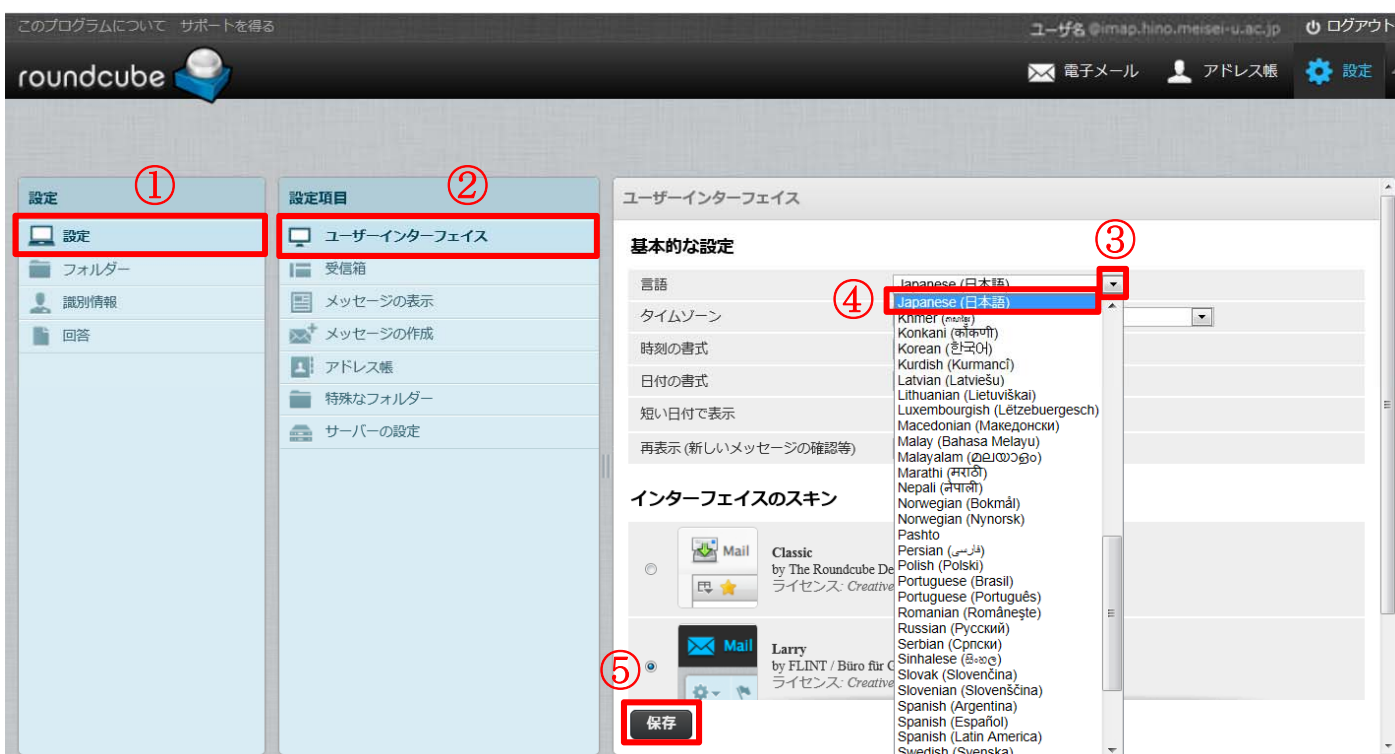 このプログラムについて サポートを得る
ユーザ名 @imap.hino.meisei-u.ac.jp
ログアウト
roundcube
電子メール
アドレス帳
設定
①
設定
設定
フォルダー
識別情報
回答
②
設定項目
ユーザーインターフェイス
受信箱
メッセージの表示
メッセージの作成
アドレス帳
特殊なフォルダー
サーバーの設定
ユーザーインターフェイス
基本的な設定
③
言語
Japanese (日本語)
④
タイムゾーン
時刻の書式
日付の書式
短い日付で表示
再表示 (新しいメッセージの確認等)
Japanese (日本語)
Khmer (ភាសាខ្មែរ)
Konkani (कोंकणी)
Korean (한국어)
Kurdish (Kurmancî)
Latvian (Latviešu)
Lithuanian (Lietuviškai)
Luxembourgish (Lëtzebuergesch)
Macedonian (Македонски)
Malay (Bahasa Melayu)
Malayalam (മലയാളം)
Marathi (मराठी)
Nepali (नेपाली)
Norwegian (Bokmål)
Norwegian (Nynorsk)
Pashto
Persian (فارسی)
Polish (Polski)
Portuguese (Brasil)
Portuguese (Português)
Romanian (Româneşte)
Russian (Русский)
Serbian (Српски)
Sinhalese (සිංහල)
Slovak (Slovenčina)
Slovenian (Slovenščina)
Spanish (Argentina)
Spanish (Español)
Spanish (Latin America)
Swedish (Svenska)
インターフェイスのスキン
Mail
Classic
by The Roundcube De
ライセンス: Creative
Mail
Larry
by FLINT / Büro für G
ライセンス: Creative
⑤
保存